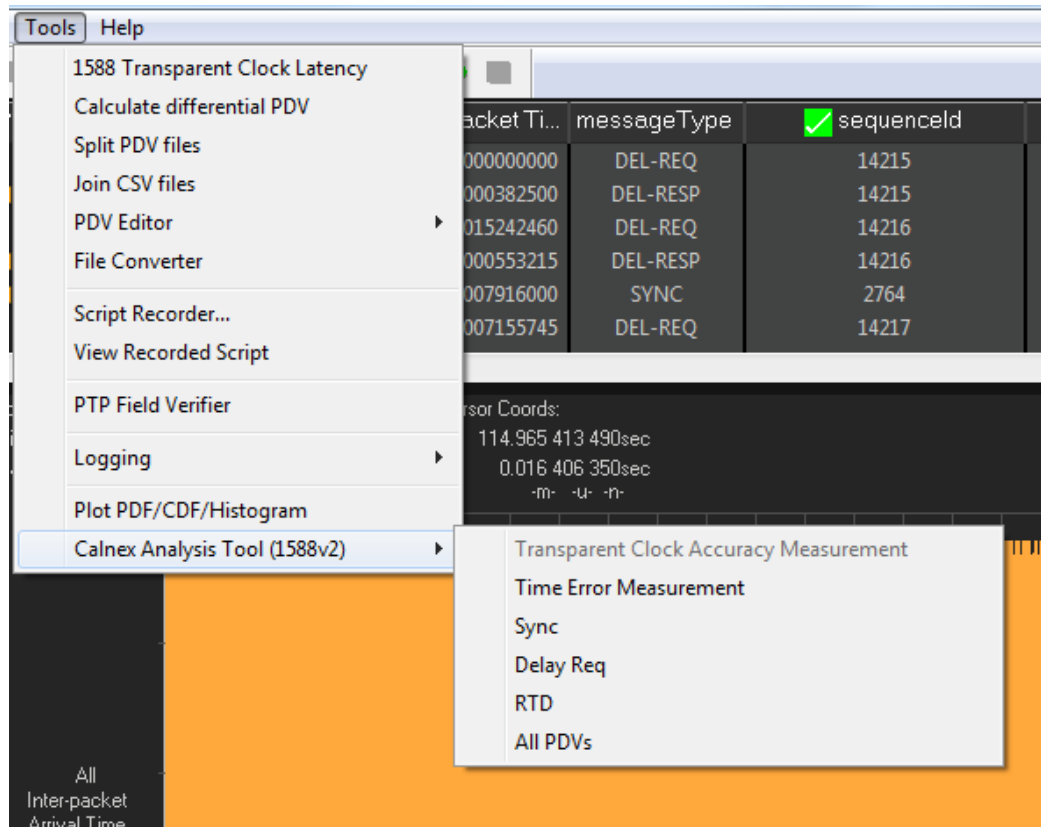 Tools Help
1588 Transparent Clock Latency
Calculate differential PDV
Split PDV files
Join CSV files
PDV Editor
File Converter
Script Recorder...
View Recorded Script
PTP Field Verifier
Logging
Plot PDF/CDF/Histogram
Calnex Analysis Tool (1588v2)
Transparent Clock Accuracy Measurement
Time Error Measurement
Sync
Delay Req
RTD
All PDVs
acket Ti... messageType sequenceId
000000000 DEL-REQ 14215
000382500 DEL-RESP 14215
015242460 DEL-REQ 14216
000553215 DEL-RESP 14216
007916000 SYNC 2764
007155745 DEL-REQ 14217
rsor Coords:
114.965 413 490sec
0.016 406 350sec
-m- -u- -n-
All
Inter-packet
Arrival Time